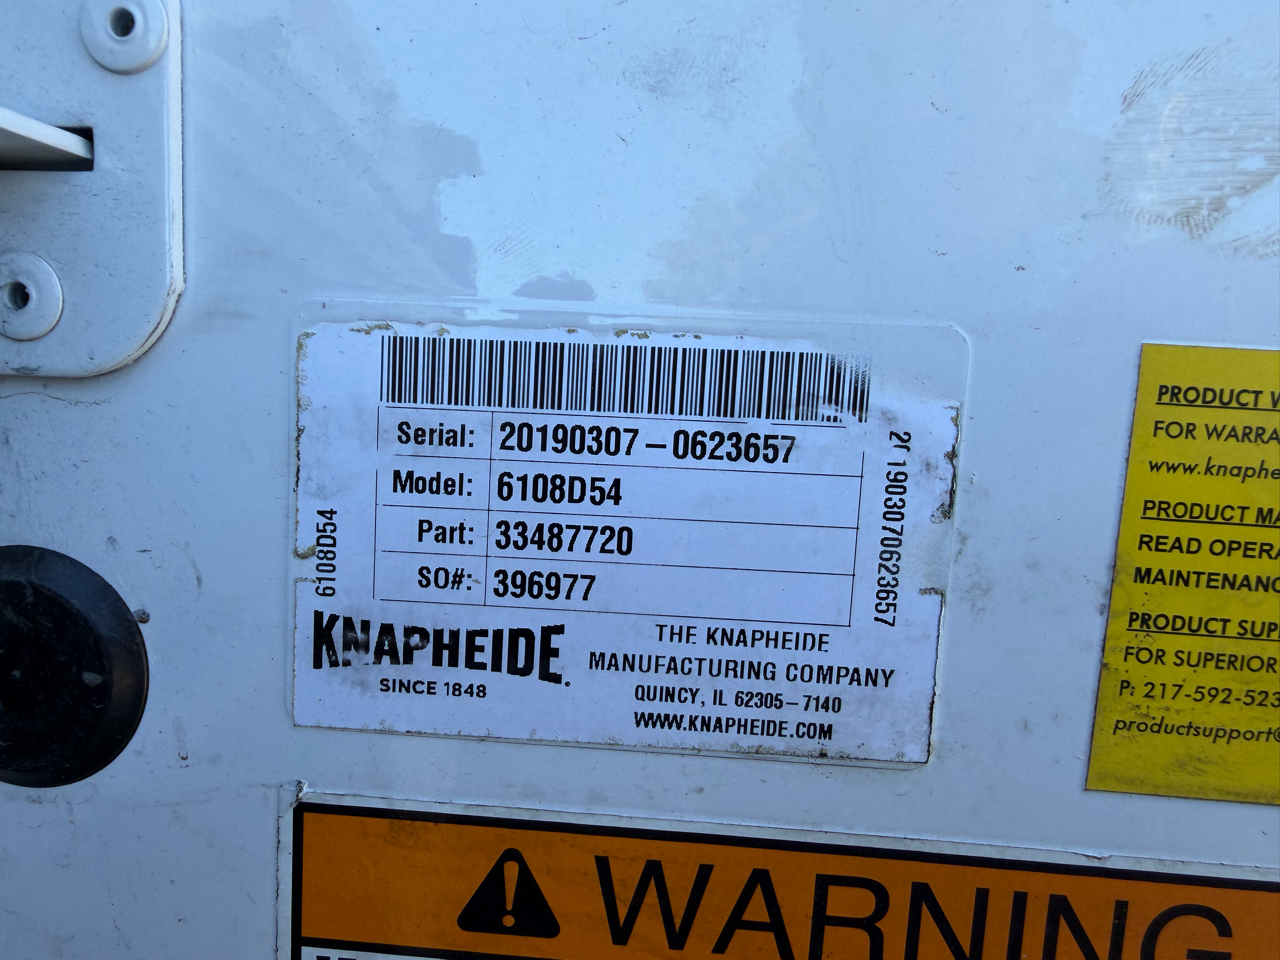 Serial: 20190307-0623657
Model: 6108D54
Part: 33487720
SO#: 396977
6108D54
201907030623657
KNAPHEIDE
SINCE 1848
THE KNAPHEIDE
MANUFACTURING COMPANY
QUINCY, IL 62305-7140
WWW.KNAPHEIDE.COM
PRODUCT
FOR WARRA
www.knaphe
PRODUCT MA
READ OPERA
MAINTENANC
PRODUCT SUP
FOR SUPERIOR
P: 217-592-523
productsupport@
WARNING